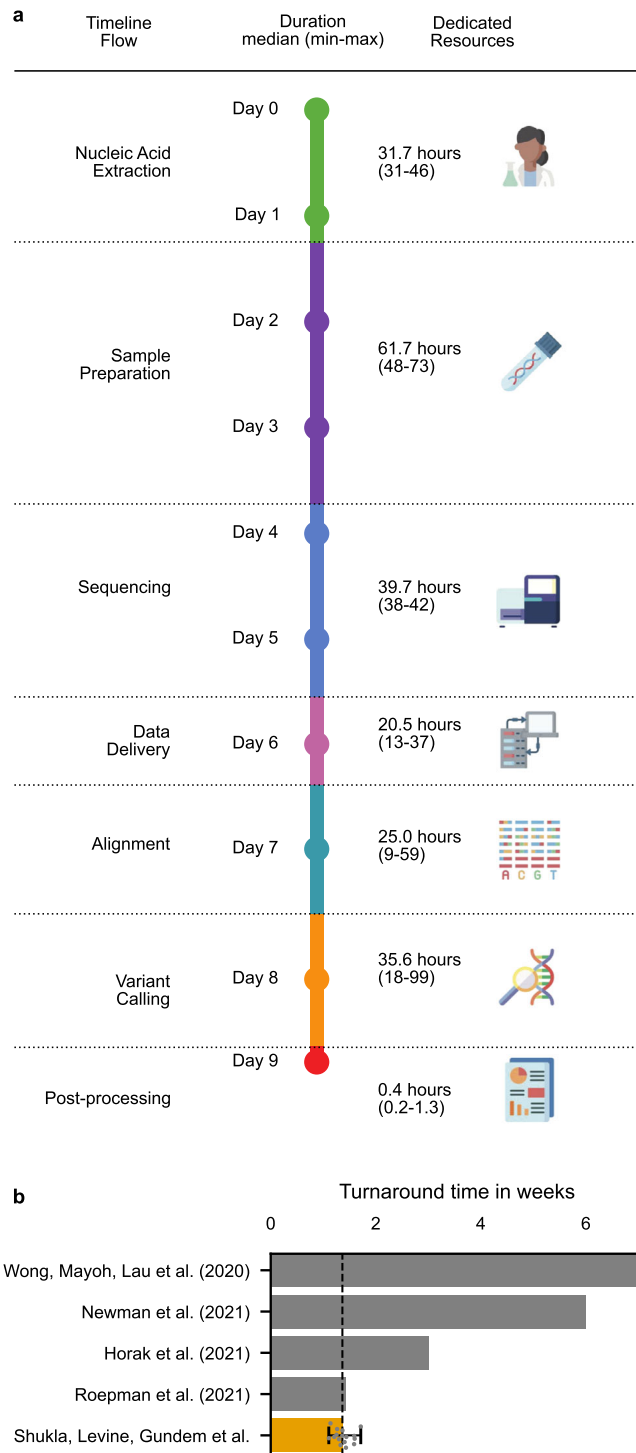 a
Timeline
Flow
Duration
median (min-max)
Dedicated
Resources
Day 0
Nucleic Acid
Extraction
31.7 hours
(31-46)
Day 1
Day 2
Sample
Preparation
61.7 hours
(48-73)
Day 3
Day 4
Sequencing
39.7 hours
(38-42)
Day 5
Data
Delivery
Day 6
20.5 hours
(13-37)
Alignment
Day 7
25.0 hours
(9-59)
A C G T
Variant
Calling
Day 8
35.6 hours
(18-99)
Day 9
Post-processing
0.4 hours
(0.2-1.3)
b
Turnaround time in weeks
0 2 4 6
Wong, Mayoh, Lau et al. (2020)
Newman et al. (2021)
Horak et al. (2021)
Roepman et al. (2021)
Shukla, Levine, Gundem et al.